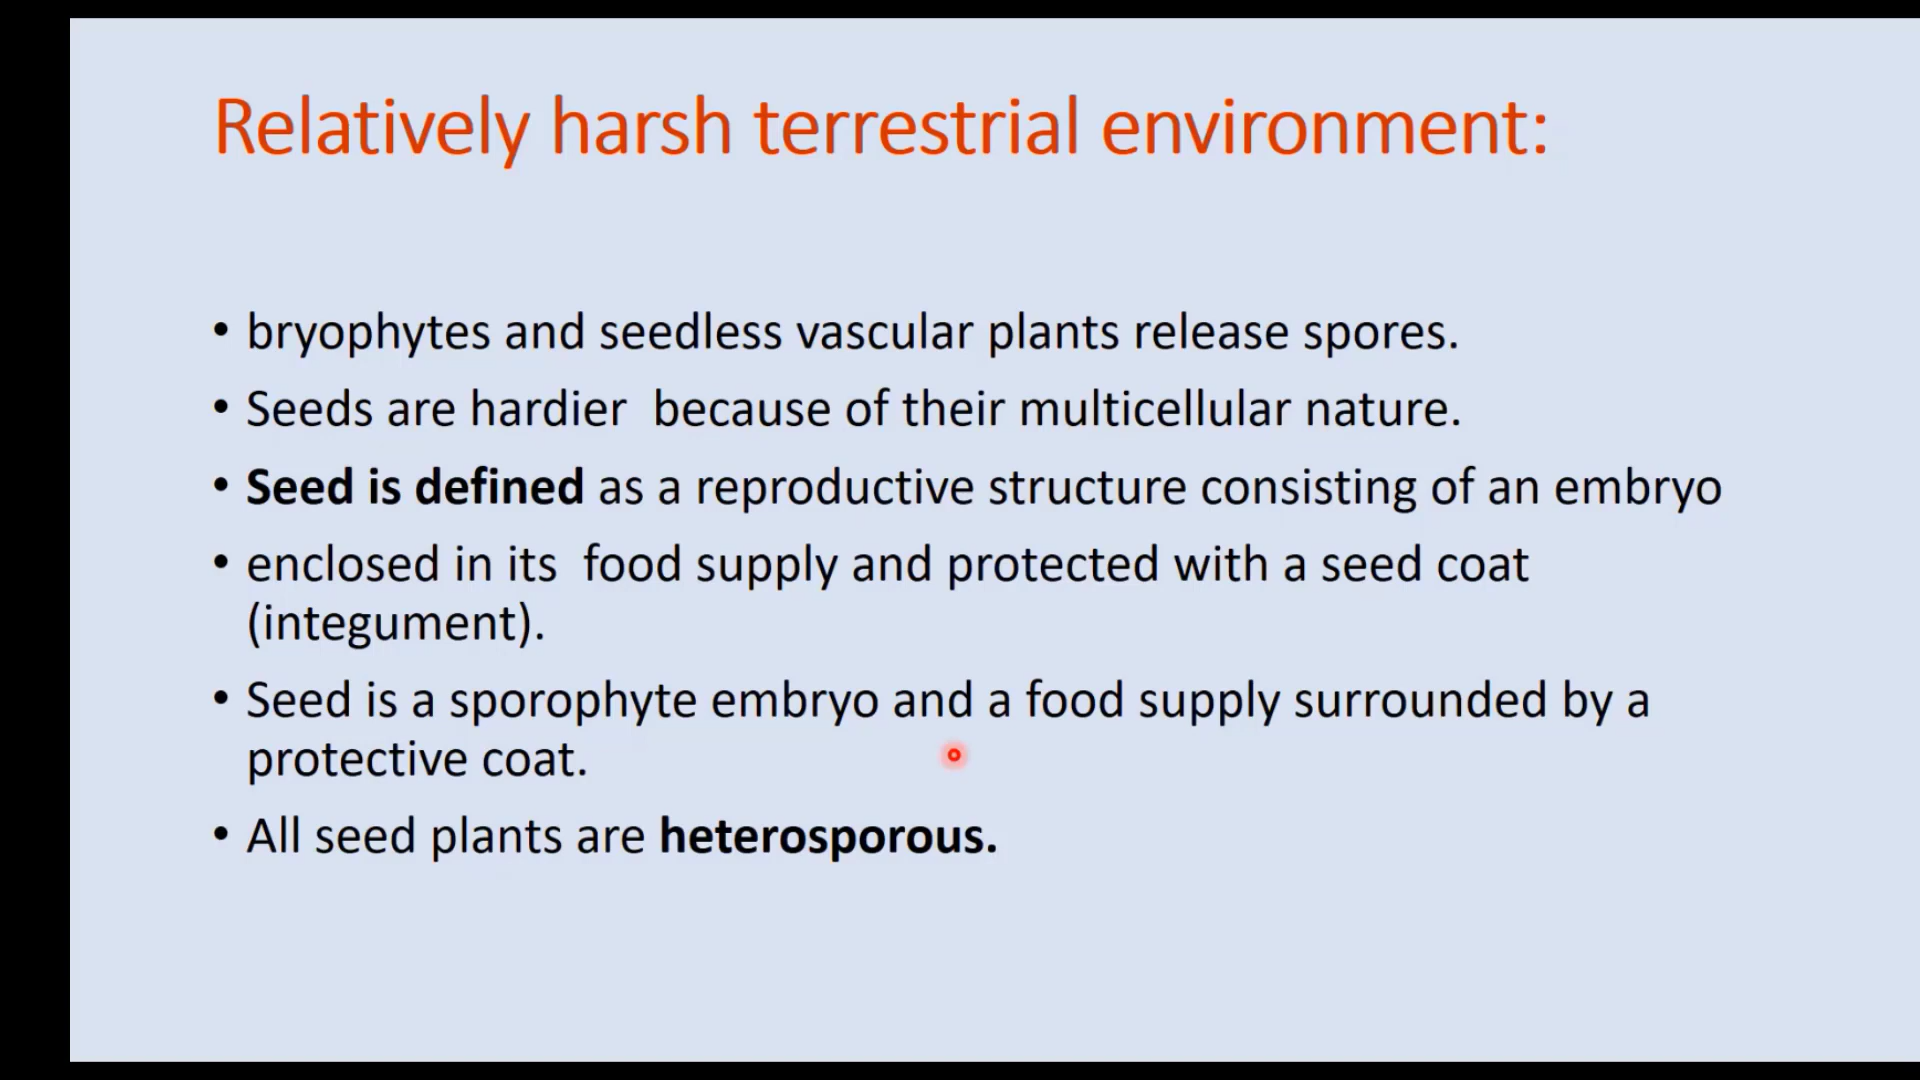 Relatively harsh terrestrial environment:
• bryophytes and seedless vascular plants release spores.
• Seeds are hardier  because of their multicellular nature.
• Seed is defined as a reproductive structure consisting of an embryo
• enclosed in its  food supply and protected with a seed coat
(integument).
• Seed is a sporophyte embryo and a food supply surrounded by a
protective coat.
• All seed plants are heterosporous.